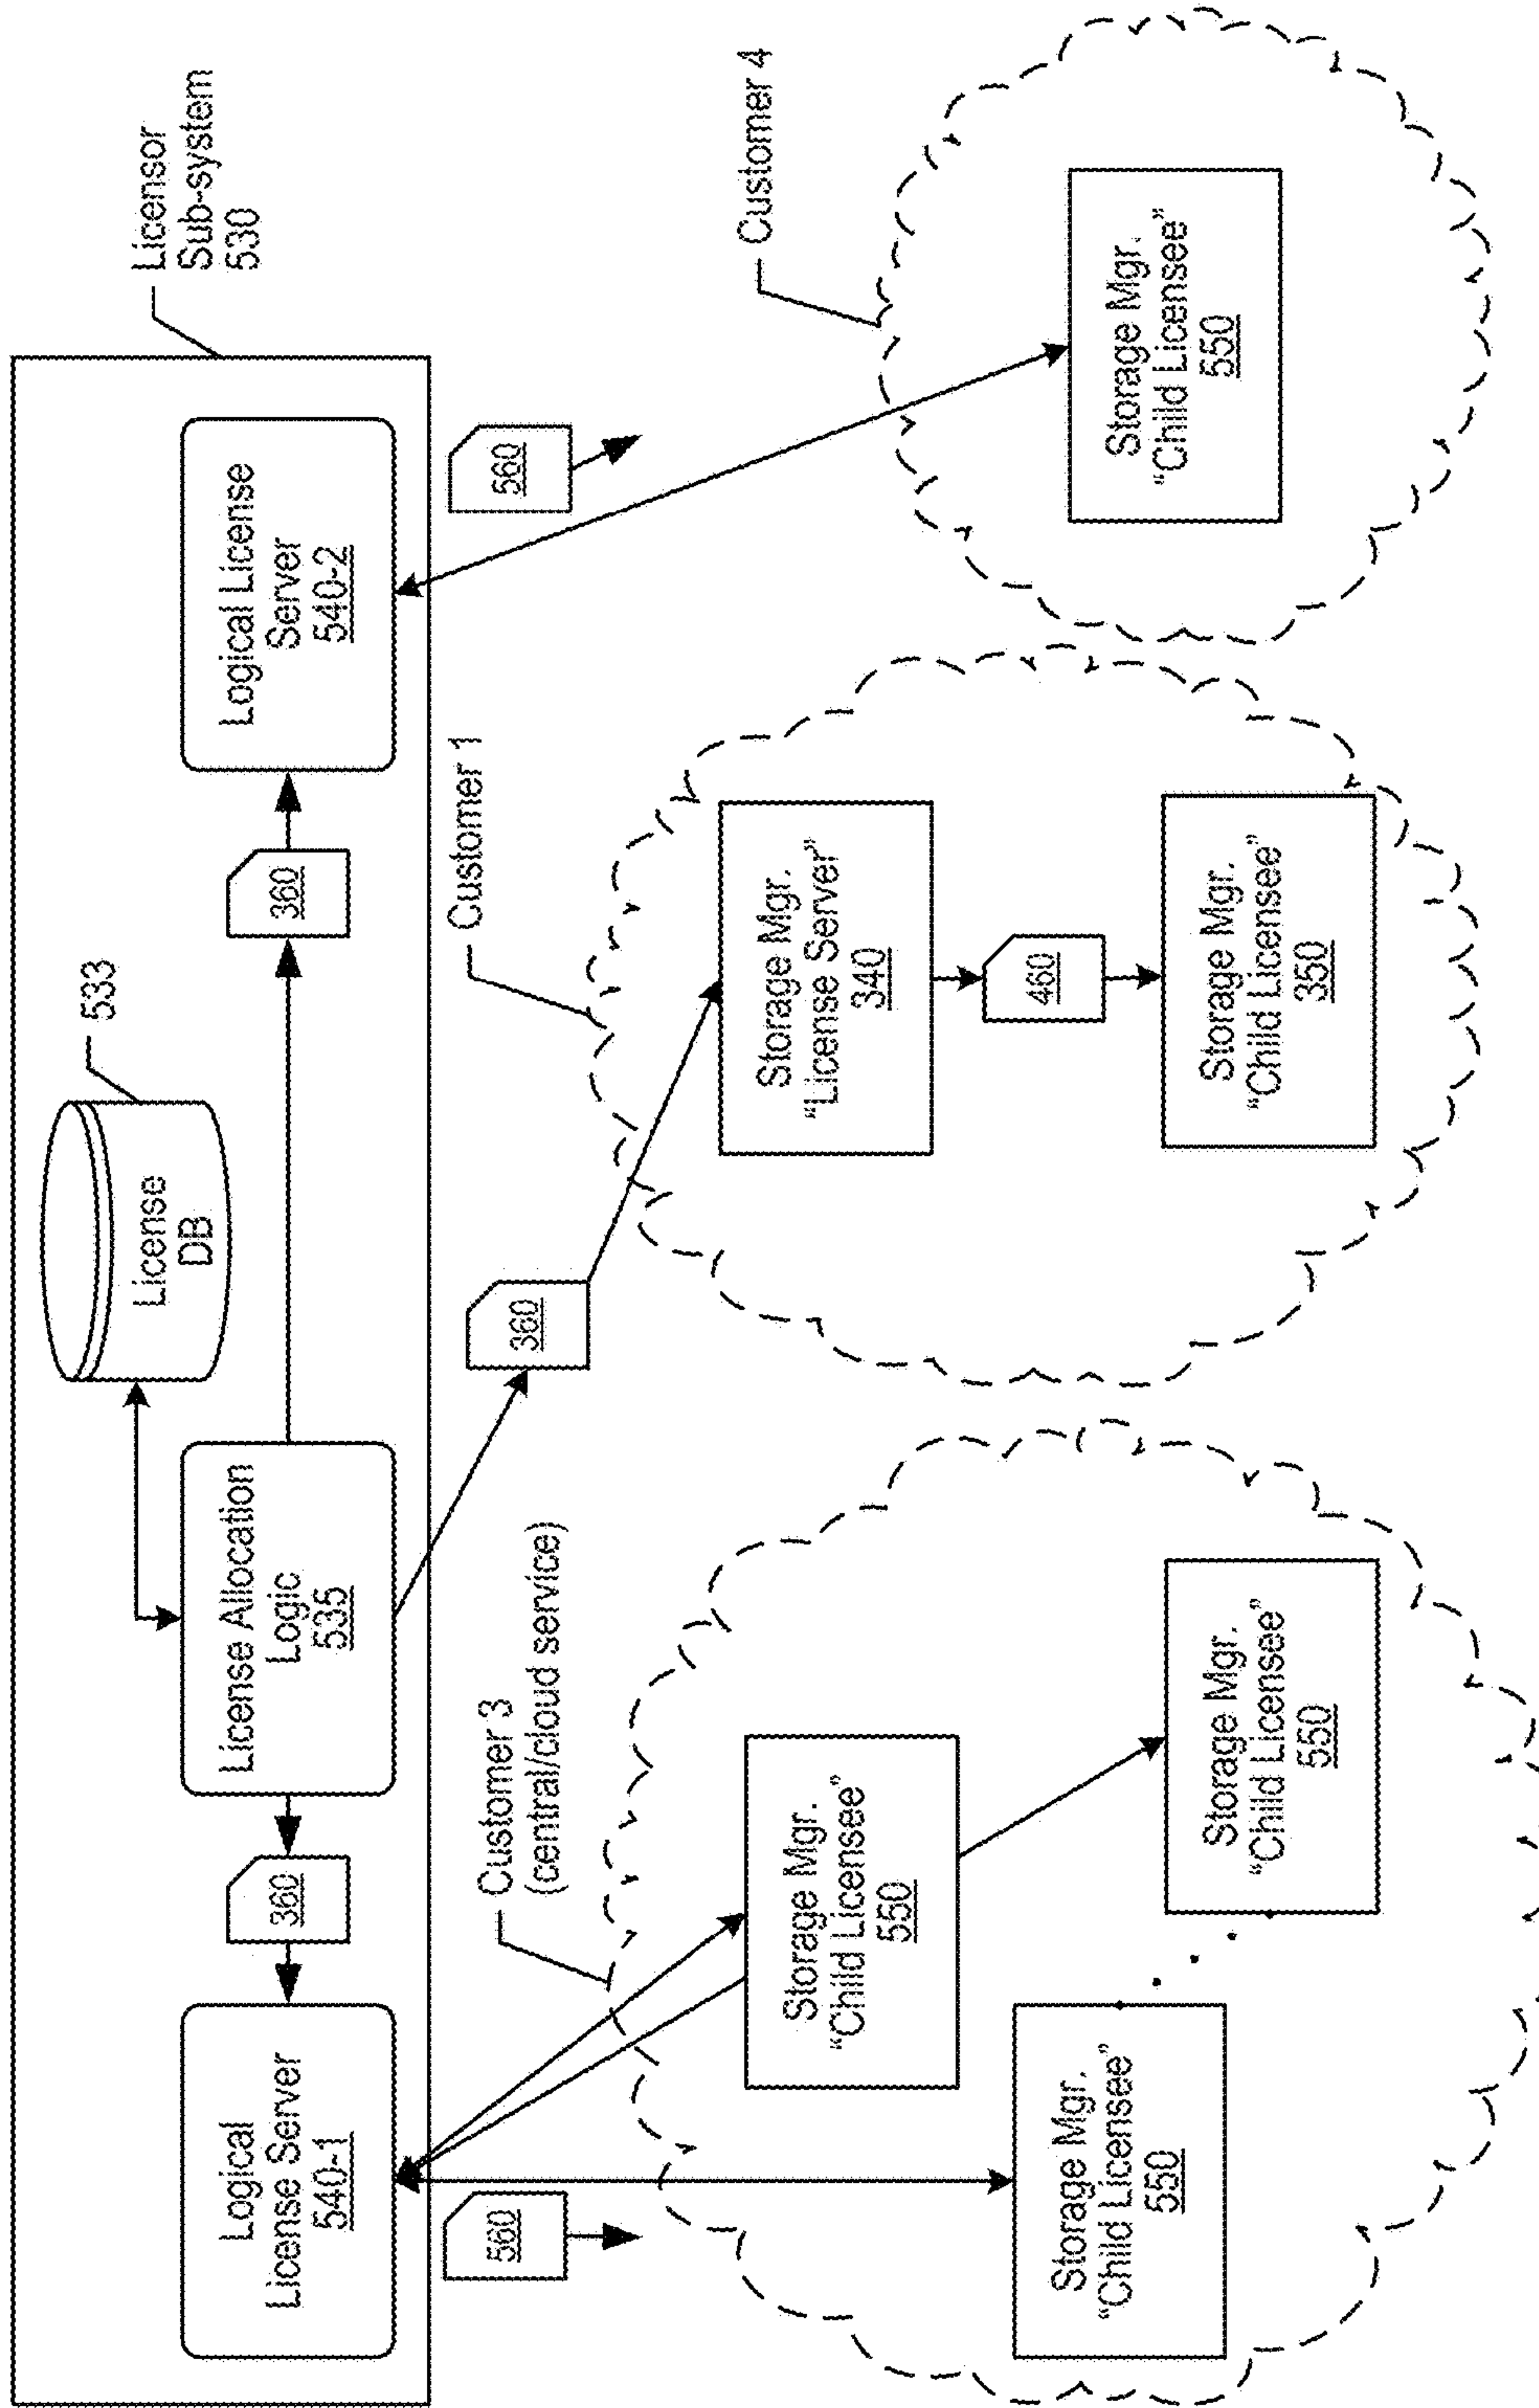 Licensor
Sub-system
530
533
License
DB
Logical
License Server
540-1
360
License Allocation
Logic
535
360
Logical License
Server
540-2
560
360
560
Customer 3
(central/cloud service)
Customer 1
Customer 4
Storage Mgr.
“Child Licensee”
550
Storage Mgr.
“Child Licensee”
550
Storage Mgr.
“Child Licensee”
550
Storage Mgr.
“License Server”
340
460
Storage Mgr.
“Child Licensee”
350
Storage Mgr.
“Child Licensee”
550